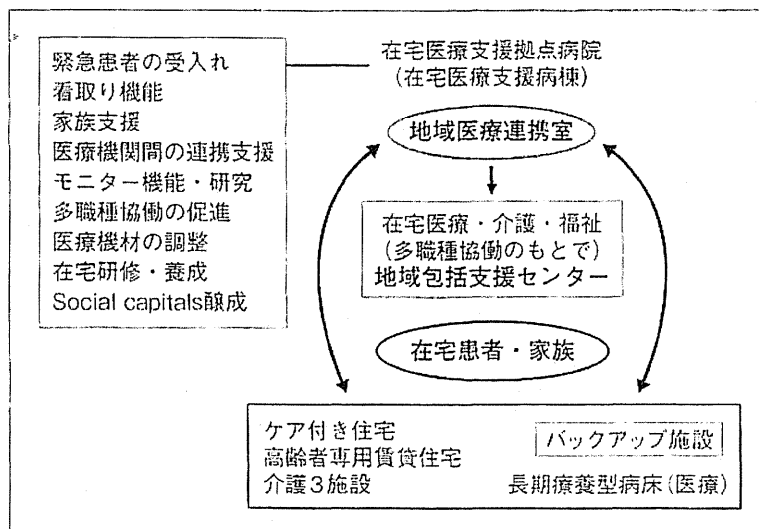 緊急患者の受入れ
看取り機能
家族支援
医療機関間の連携支援
モニター機能・研究
多職種協働の促進
医療機材の調整
在宅研修・養成
Social capitals醸成
在宅医療支援拠点病院
(在宅医療支援病棟)
地域医療連携室
在宅医療・介護・福祉
(多職種協働のもとで)
地域包括支援センター
在宅患者・家族
ケア付き住宅
高齢者専用賃貸住宅
介護3施設
バックアップ施設
長期療養型病床(医療)